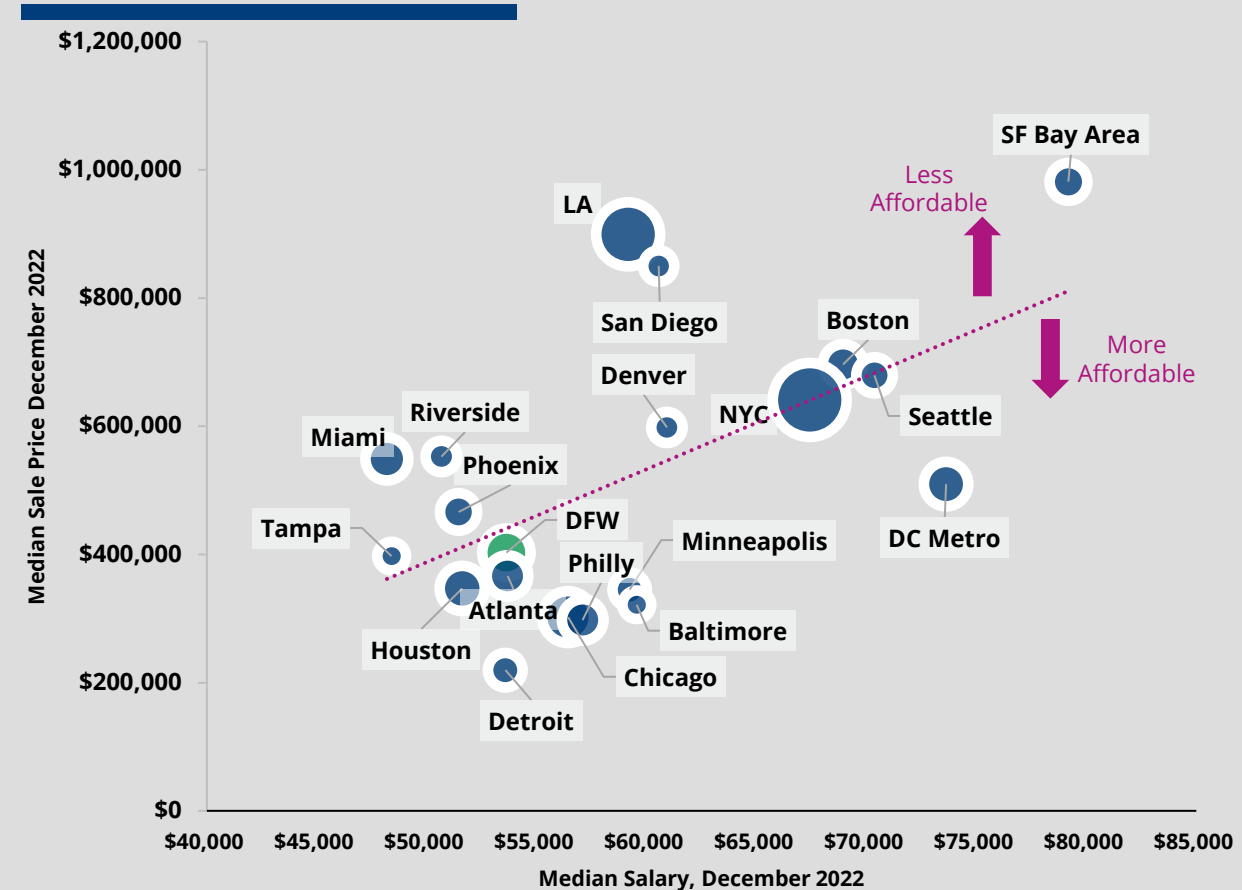 $1,200,000
$1,000,000
$800,000
$600,000
$400,000
$200,000
$0
Median Sale Price December 2022
SF Bay Area
Less
Affordable
LA
San Diego
Boston
More
Affordable
Denver
NYC
Seattle
Riverside
Miami
Phoenix
DFW
Tampa
Philly
Minneapolis
DC Metro
Atlanta
Baltimore
Houston
Chicago
Detroit
$40,000
$45,000
$50,000
$55,000
$60,000
$65,000
$70,000
$75,000
$80,000
$85,000
Median Salary, December 2022